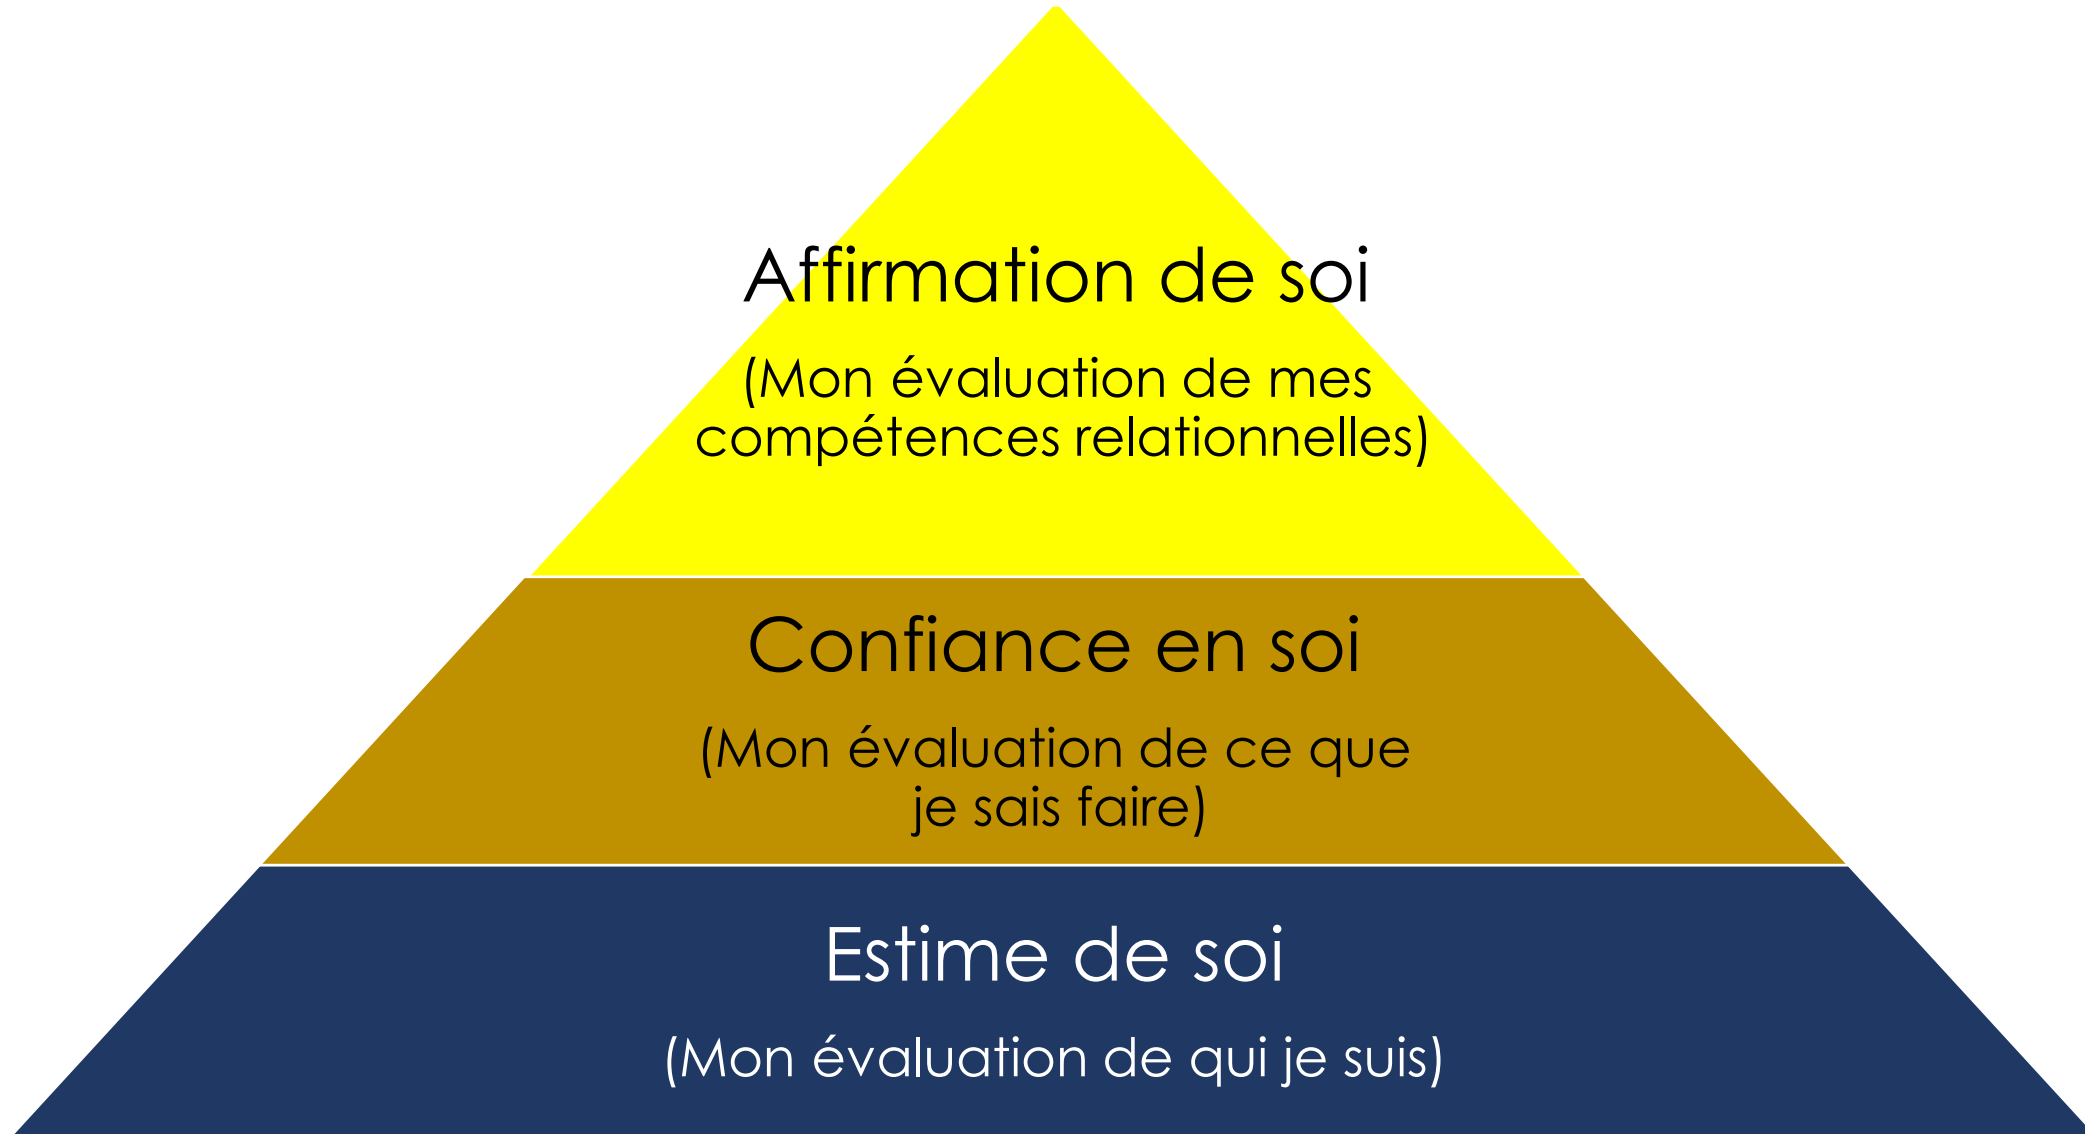 Affirmation de soi
(Mon évaluation de mes
compétences relationnelles)
Confiance en soi
(Mon évaluation de ce que
je sais faire)
Estime de soi
(Mon évaluation de qui je suis)